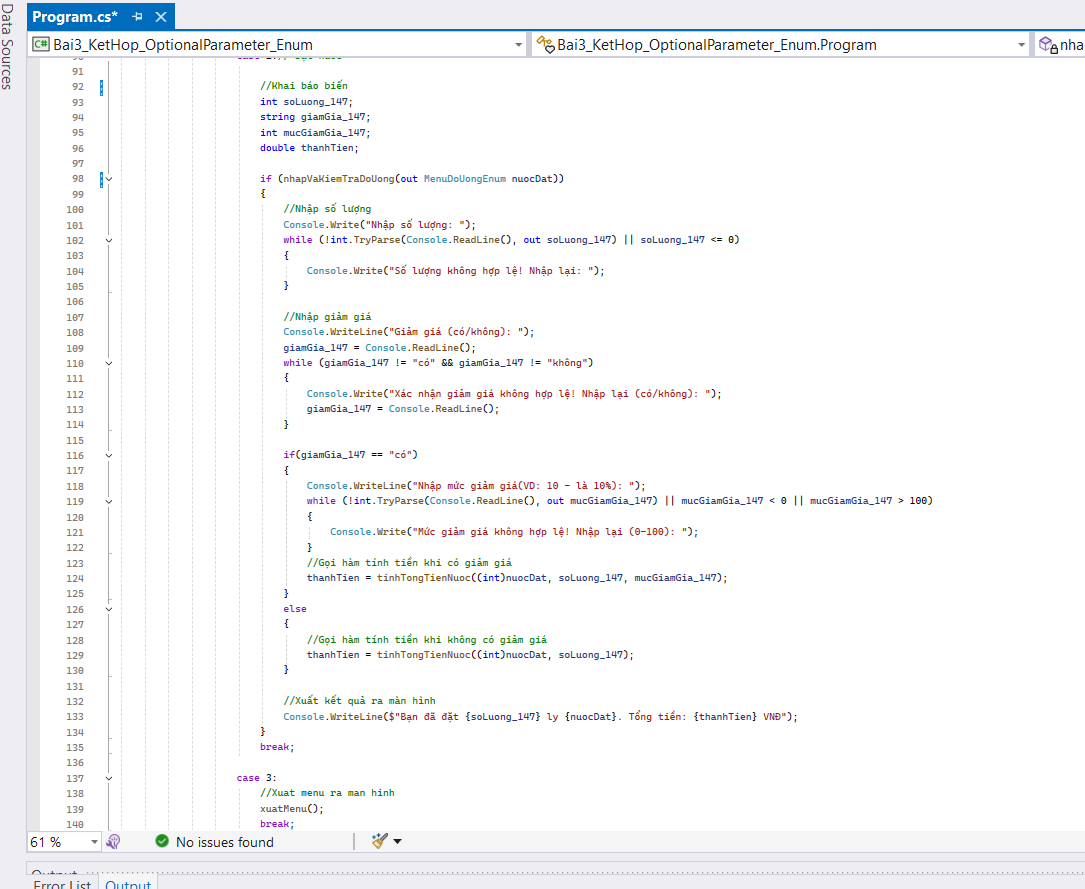 Data Sources
Program.cs*
C# Bai3_KetHop_OptionalParameter_Enum
Bai3_KetHop_OptionalParameter_Enum.Program
nha
91
92 //Khai báo biến
93 int soLuong_147;
94 string giamGia_147;
95 int mucGiamGia_147;
96 double thanhTien;
97
98 if (nhapVaKiemTraDoUong(out MenuDoUongEnum nuocDat))
99 {
100 //Nhập số lượng
101 Console.Write("Nhập số lượng: ");
102 while (!int.TryParse(Console.ReadLine(), out soLuong_147) || soLuong_147 <= 0)
103 {
104 Console.Write("Số lượng không hợp lệ! Nhập lại: ");
105 }
106
107 //Nhập giảm giá
108 Console.WriteLine("Giảm giá (có/không): ");
109 giamGia_147 = Console.ReadLine();
110 while (giamGia_147 != "có" && giamGia_147 != "không")
111 {
112 Console.Write("Xác nhận giảm giá không hợp lệ! Nhập lại (có/không): ");
113 giamGia_147 = Console.ReadLine();
114 }
115
116 if(giamGia_147 == "có")
117 {
118 Console.WriteLine("Nhập mức giảm giá(VD: 10 - là 10%): ");
119 while (!int.TryParse(Console.ReadLine(), out mucGiamGia_147) || mucGiamGia_147 < 0 || mucGiamGia_147 > 100)
120 {
121 Console.Write("Mức giảm giá không hợp lệ! Nhập lại (0-100): ");
122 }
123 //Gọi hàm tính tiền khi có giảm giá
124 thanhTien = tinhTongTienNuoc((int)nuocDat, soLuong_147, mucGiamGia_147);
125 }
126 else
127 {
128 //Gọi hàm tính tiền khi không có giảm giá
129 thanhTien = tinhTongTienNuoc((int)nuocDat, soLuong_147);
130 }
131
132 //Xuất kết quả ra màn hình
133 Console.WriteLine($"Bạn đã đặt {soLuong_147} ly {nuocDat}. Tổng tiền: {thanhTien} VNĐ");
134 }
135 break;
136
137 case 3:
138 //Xuat menu ra man hinh
139 xuatMenu();
140 break;
61 %
No issues found
Output
Error List
Output